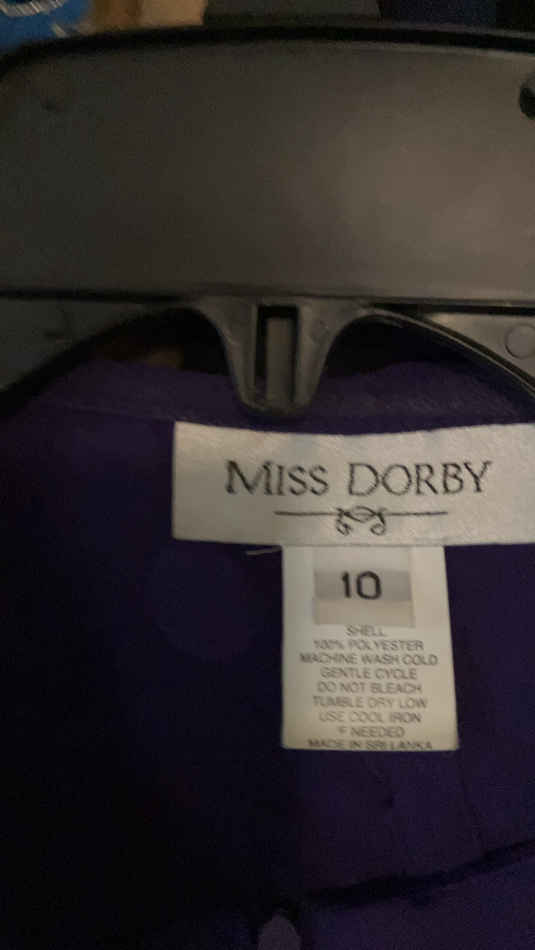 MISS DORBY
10
SHELL
100% POLYESTER
MACHINE WASH COLD
GENTLE CYCLE
DO NOT BLEACH
TUMBLE DRY LOW
USE COOL IRON
IF NEEDED
MADE IN SRI LANKA